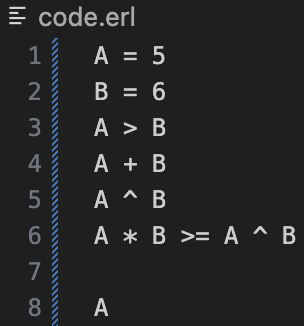 code.erl
1 A = 5
2 B = 6
3 A > B
4 A + B
5 A ^ B
6 A * B >= A ^ B
7
8 A